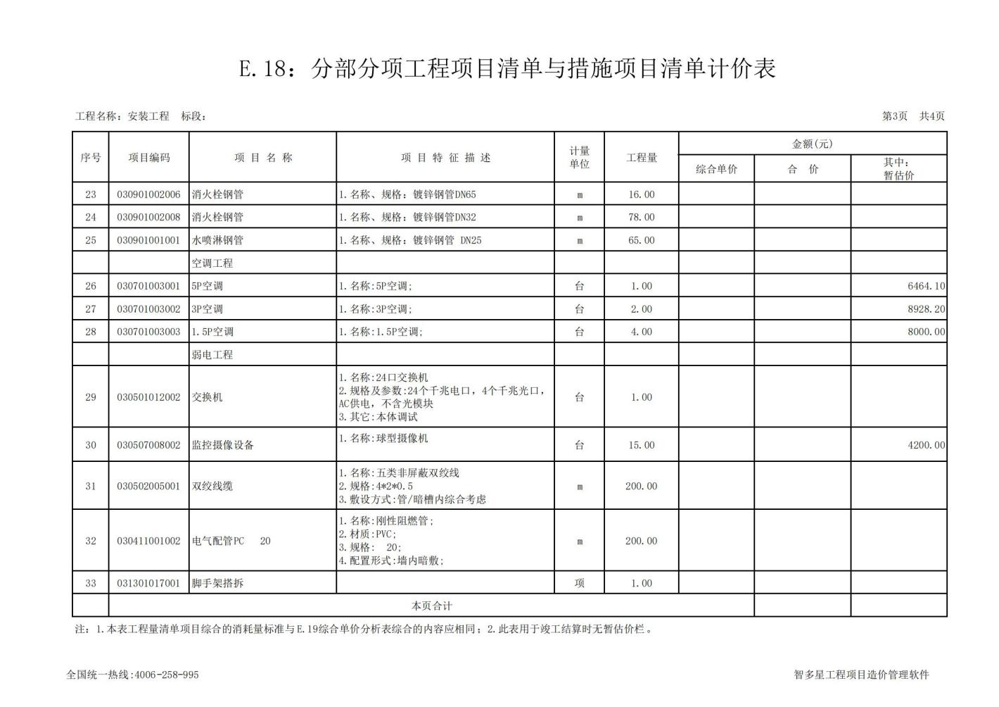 E.18：分部分项工程项目清单与措施项目清单计价表
工程名称：安装工程 标段： 第3页 共4页
序号 项目编码 项 目 名 称 项 目 特 征 描 述 计量单位 工程量 金额(元)
综合单价 合 价 其中：暂估价
23 030901002006 消火栓钢管 1.名称、规格：镀锌钢管DN65 m 16.00
24 030901002008 消火栓钢管 1.名称、规格：镀锌钢管DN32 m 78.00
25 030901001001 水喷淋钢管 1.名称、规格：镀锌钢管 DN25 m 65.00
空调工程
26 030701003001 5P空调 1.名称:5P空调; 台 1.00 6464.10
27 030701003002 3P空调 1.名称:3P空调; 台 2.00 8928.20
28 030701003003 1.5P空调 1.名称:1.5P空调; 台 4.00 8000.00
弱电工程
29 030501012002 交换机 1.名称:24口交换机
2.规格及参数:24个千兆电口，4个千兆光口，
AC供电，不含光模块
3.其它:本体调试 台 1.00
30 030507008002 监控摄像设备 1.名称:球型摄像机 台 15.00 4200.00
31 030502005001 双绞线缆 1.名称:五类非屏蔽双绞线
2.规格:4*2*0.5
3.敷设方式:管/暗槽内综合考虑 m 200.00
32 030411001002 电气配管PC 20 1.名称:刚性阻燃管;
2.材质:PVC;
3.规格: 20;
4.配置形式:墙内暗敷; m 200.00
33 031301017001 脚手架搭拆 项 1.00
本页合计
注：1.本表工程量清单项目综合的消耗量标准与E.19综合单价分析表综合的内容应相同；2.此表用于竣工结算时无暂估价栏。
全国统一热线:4006-258-995 智多星工程项目造价管理软件